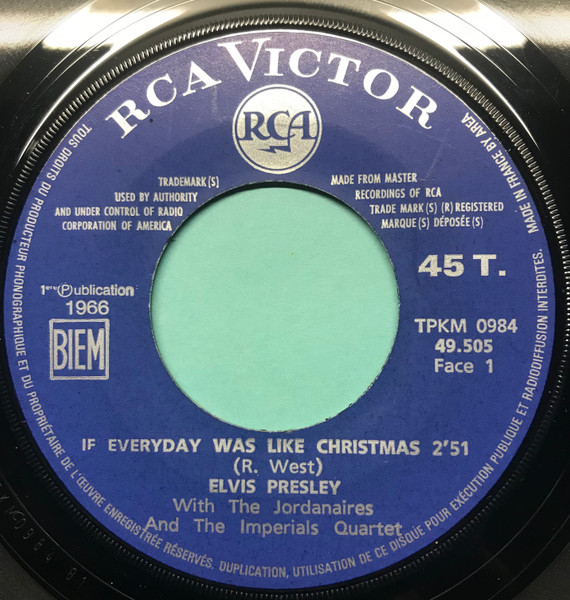 RCA VICTOR
RCA
TRADEMARK(S)
USED BY AUTHORITY
AND UNDER CONTROL OF RADIO
CORPORATION OF AMERICA
MADE FROM MASTER
RECORDINGS OF RCA
TRADE MARK(S) (R) REGISTERED
MARQUE(S) DÉPOSÉE(S)
45 T.
1ère Ⓟublication
1966
BIEM
TPKM 0984
49.505
Face 1
IF EVERYDAY WAS LIKE CHRISTMAS 2'51
(R. West)
ELVIS PRESLEY
With The Jordanaires
And The Imperials Quartet
TOUS DROITS DU PRODUCTEUR PHONOGRAPHIQUE ET DU PROPRIÉTAIRE DE L'ŒUVRE ENREGISTRÉE RÉSERVÉS. DUPLICATION, UTILISATION DE CE DISQUE POUR EXÉCUTION PUBLIQUE ET RADIODIFFUSION INTERDITES.
MADE IN FRANCE BY AREA